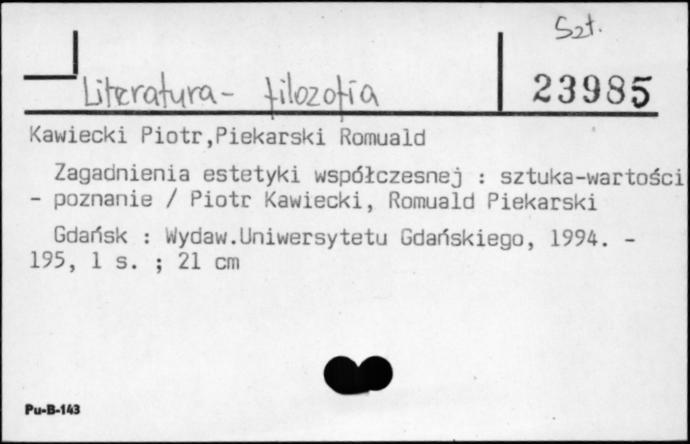 Szt.
Literatura - filozofia
23985
Kawiecki Piotr,Piekarski Romuald
Zagadnienia estetyki współczesnej : sztuka-wartości
- poznanie / Piotr Kawiecki, Romuald Piekarski
Gdańsk : Wydaw.Uniwersytetu Gdańskiego, 1994. -
195, 1 s. ; 21 cm
Pu-B-143